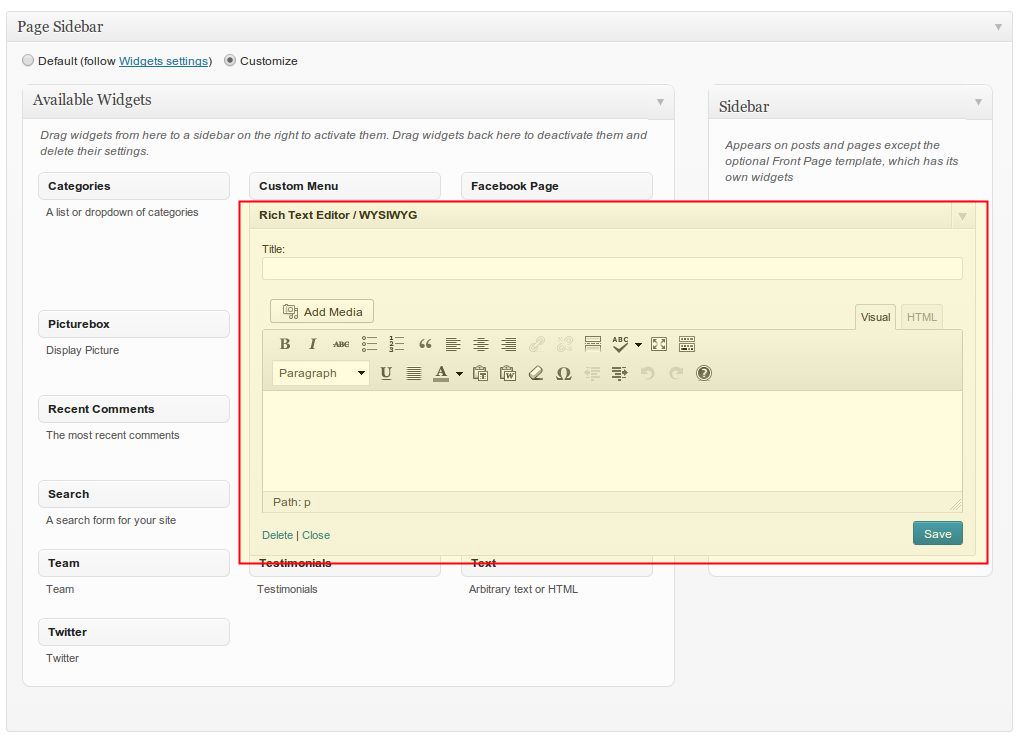 Page Sidebar
Default (follow Widgets settings) Customize
Available Widgets
Drag widgets from here to a sidebar on the right to activate them. Drag widgets back here to deactivate them and
delete their settings.
Sidebar
Appears on posts and pages except the
optional Front Page template, which has its
own widgets
Categories
A list or dropdown of categories
Custom Menu
Facebook Page
Rich Text Editor / WYSIWYG
Title:
Add Media
Visual HTML
B I ABC ABC
Paragraph U A T W Ω ?
Path: p
Delete | Close
Save
Picturebox
Display Picture
Recent Comments
The most recent comments
Search
A search form for your site
Team
Team
Testimonials
Testimonials
Text
Arbitrary text or HTML
Twitter
Twitter